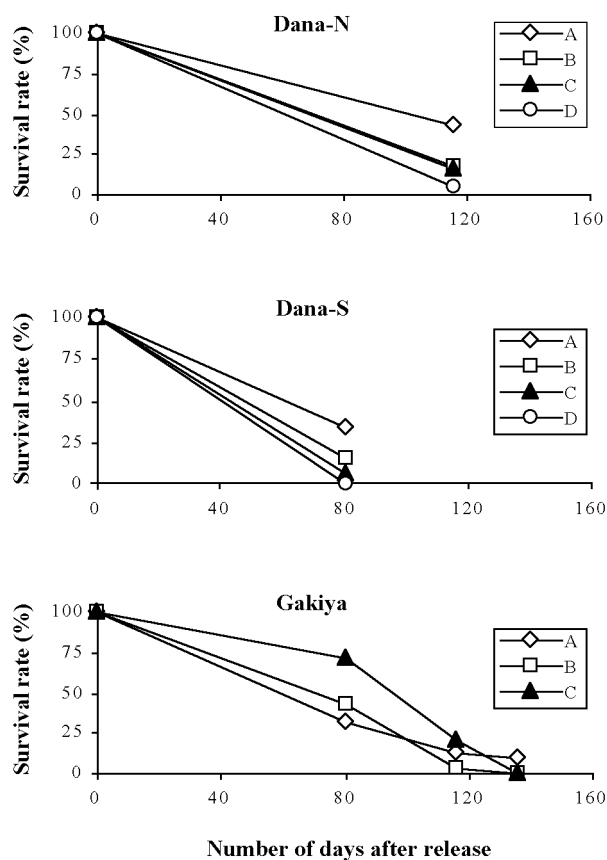 Dana-N
Survival rate (%)
100
75
50
25
0
0 40 80 120 160
A
B
C
D
Dana-S
Survival rate (%)
100
75
50
25
0
0 40 80 120 160
A
B
C
D
Gakiya
Survival rate (%)
100
75
50
25
0
0 40 80 120 160
A
B
C
Number of days after release